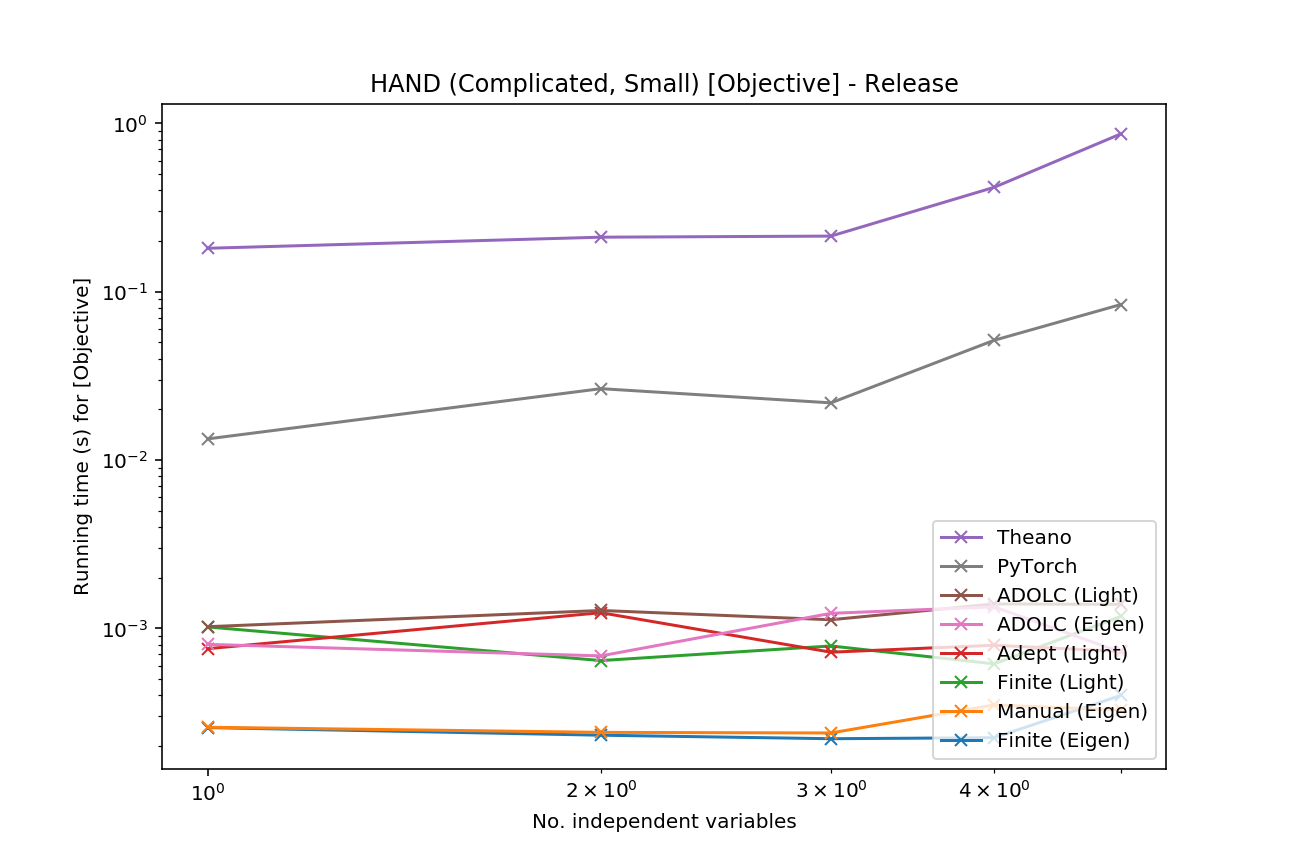 HAND (Complicated, Small) [Objective] - Release
Running time (s) for [Objective]
10⁰
10⁻¹
10⁻²
10⁻³
Theano
PyTorch
ADOLC (Light)
ADOLC (Eigen)
Adept (Light)
Finite (Light)
Manual (Eigen)
Finite (Eigen)
10⁰
2 × 10⁰
3 × 10⁰
4 × 10⁰
No. independent variables